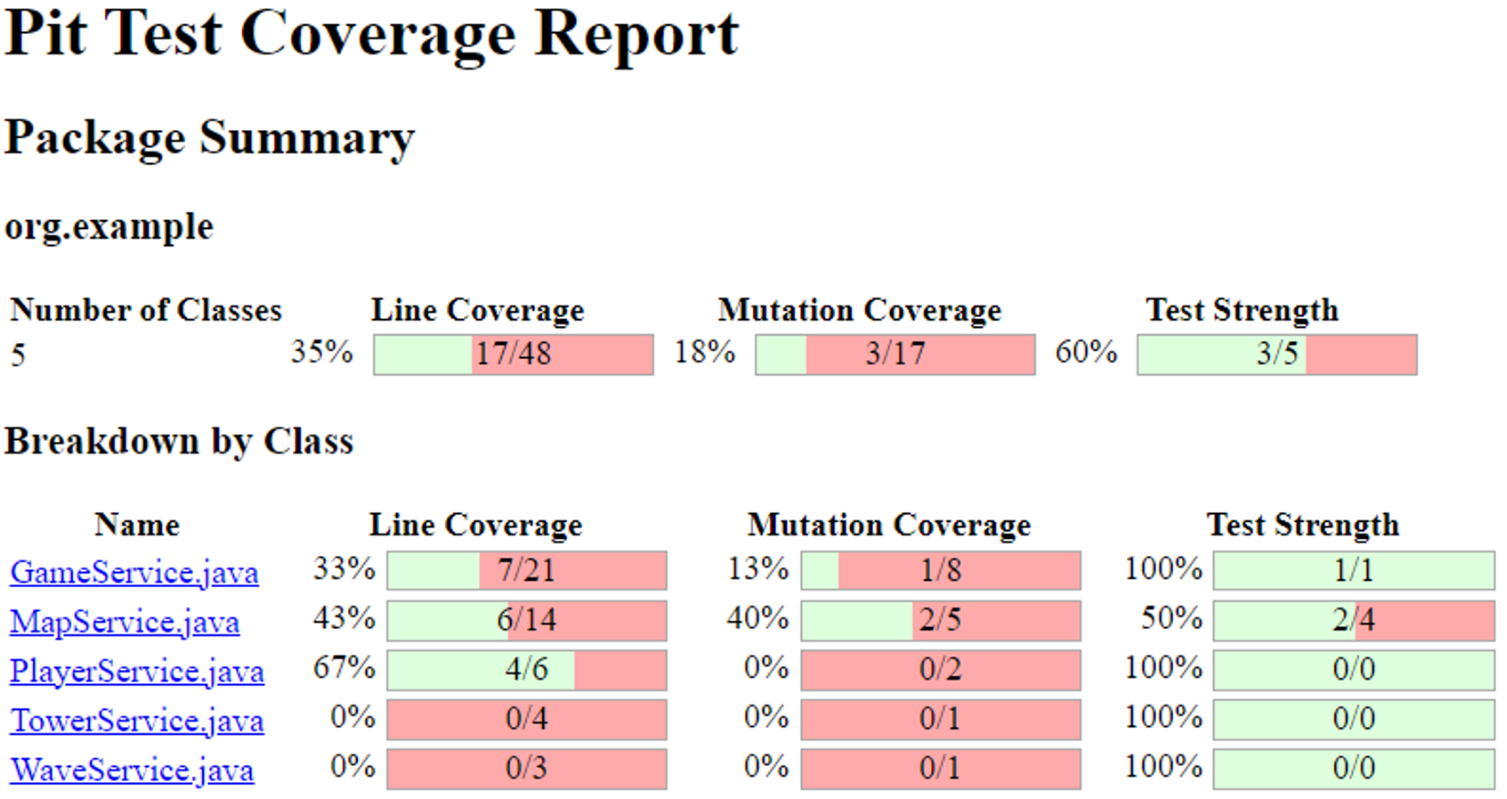 Pit Test Coverage Report
Package Summary
org.example
Number of Classes Line Coverage Mutation Coverage Test Strength
5 35% 17/48 18% 3/17 60% 3/5
Breakdown by Class
Name Line Coverage Mutation Coverage Test Strength
GameService.java 33% 7/21 13% 1/8 100% 1/1
MapService.java 43% 6/14 40% 2/5 50% 2/4
PlayerService.java 67% 4/6 0% 0/2 100% 0/0
TowerService.java 0% 0/4 0% 0/1 100% 0/0
WaveService.java 0% 0/3 0% 0/1 100% 0/0